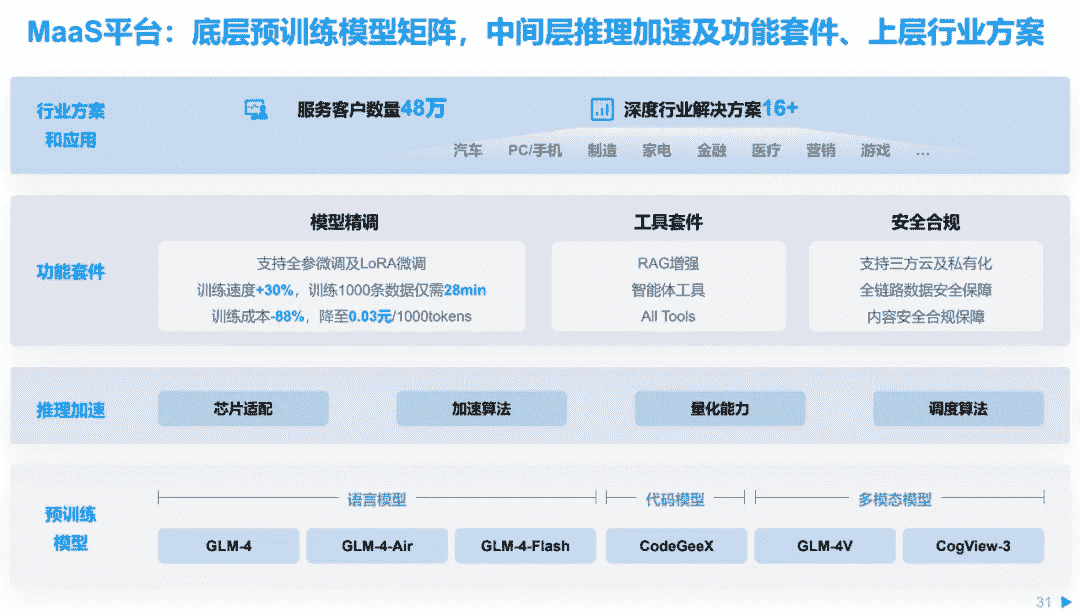 MaaS平台：底层预训练模型矩阵，中间层推理加速及功能套件、上层行业方案
行业方案
和应用
服务客户数量48万
深度行业解决方案16+
汽车 PC/手机 制造 家电 金融 医疗 营销 游戏 …
功能套件
模型精调
支持全参微调及LoRA微调
训练速度+30%，训练1000条数据仅需28min
训练成本-88%，降至0.03元/1000tokens
工具套件
RAG增强
智能体工具
All Tools
安全合规
支持三方云及私有化
全链路数据安全保障
内容安全合规保障
推理加速
芯片适配 加速算法 量化能力 调度算法
预训练
模型
语言模型 代码模型 多模态模型
GLM-4 GLM-4-Air GLM-4-Flash CodeGeeX GLM-4V CogView-3
31